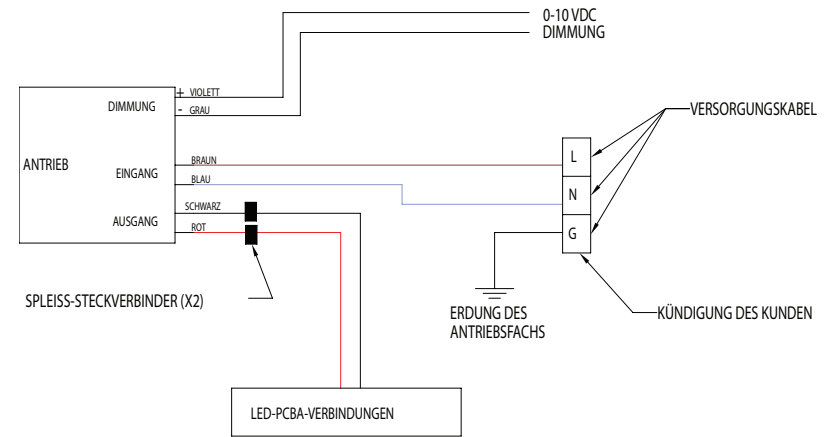 0-10 VDC
DIMMUNG
+ VIOLETT
DIMMUNG
- GRAU
VERSORGUNGSKABEL
ANTRIEB
EINGANG
BRAUN
BLAU
L
N
G
AUSGANG
SCHWARZ
ROT
SPLEISS-STECKVERBINDER (X2)
ERDUNG DES
ANTRIEBSFACHS
KÜNDIGUNG DES KUNDEN
LED-PCBA-VERBINDUNGEN